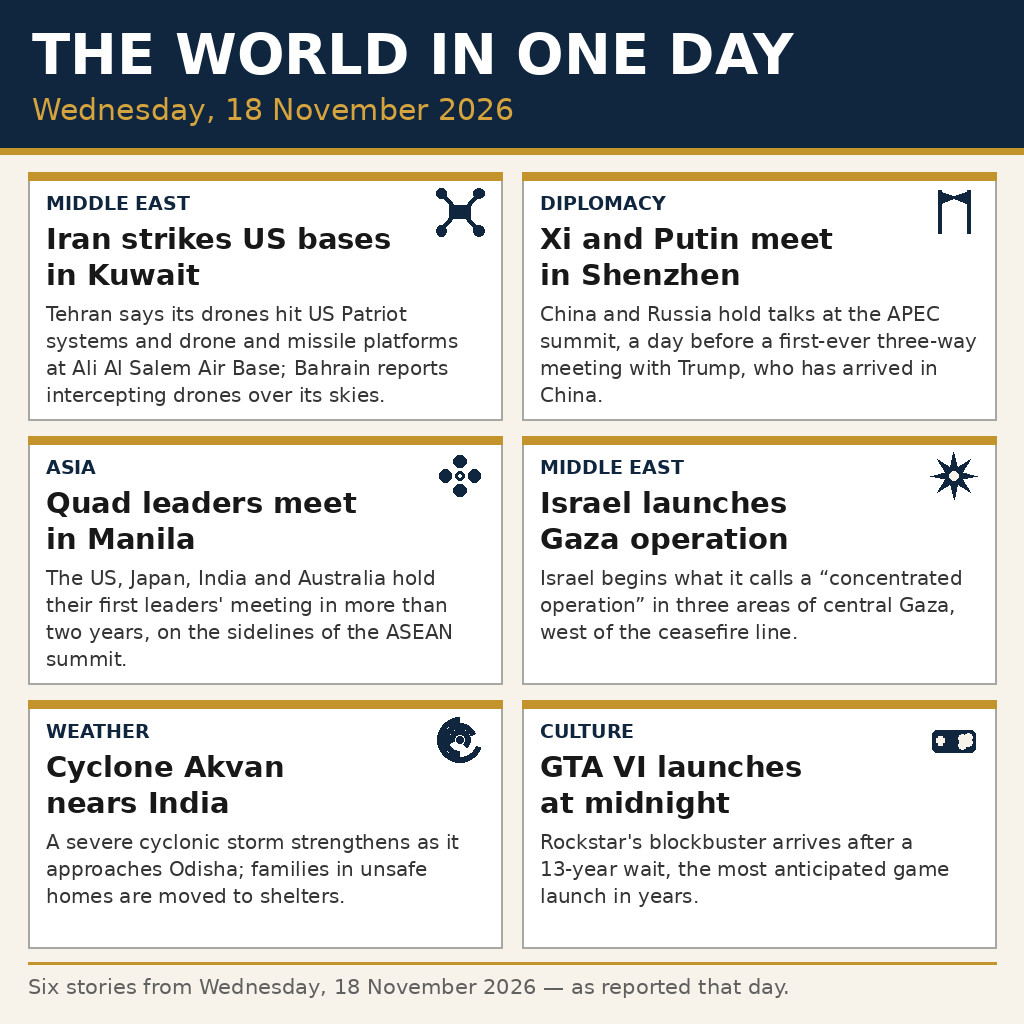 THE WORLD IN ONE DAY
Wednesday, 18 November 2026
MIDDLE EAST
Iran strikes US bases
in Kuwait
Tehran says its drones hit US Patriot
systems and drone and missile platforms
at Ali Al Salem Air Base; Bahrain reports
intercepting drones over its skies.
DIPLOMACY
Xi and Putin meet
in Shenzhen
China and Russia hold talks at the APEC
summit, a day before a first-ever three-way
meeting with Trump, who has arrived in
China.
ASIA
Quad leaders meet
in Manila
The US, Japan, India and Australia hold
their first leaders' meeting in more than
two years, on the sidelines of the ASEAN
summit.
MIDDLE EAST
Israel launches
Gaza operation
Israel begins what it calls a “concentrated
operation” in three areas of central Gaza,
west of the ceasefire line.
WEATHER
Cyclone Akvan
nears India
A severe cyclonic storm strengthens as it
approaches Odisha; families in unsafe
homes are moved to shelters.
CULTURE
GTA VI launches
at midnight
Rockstar's blockbuster arrives after a
13-year wait, the most anticipated game
launch in years.
Six stories from Wednesday, 18 November 2026 — as reported that day.